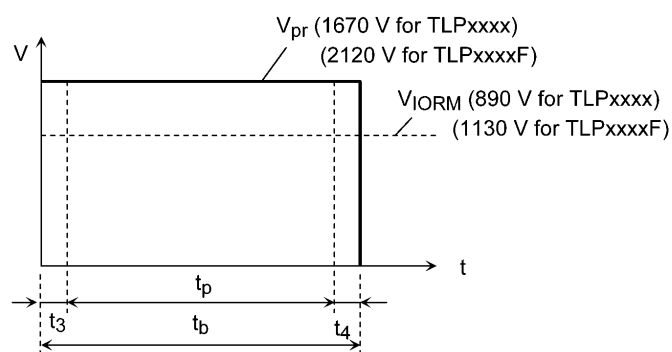 Vpr (1670 V for TLPxxxx)
(2120 V for TLPxxxxF)
V
VIORM (890 V for TLPxxxx)
(1130 V for TLPxxxxF)
t
tp
t3
tb
t4